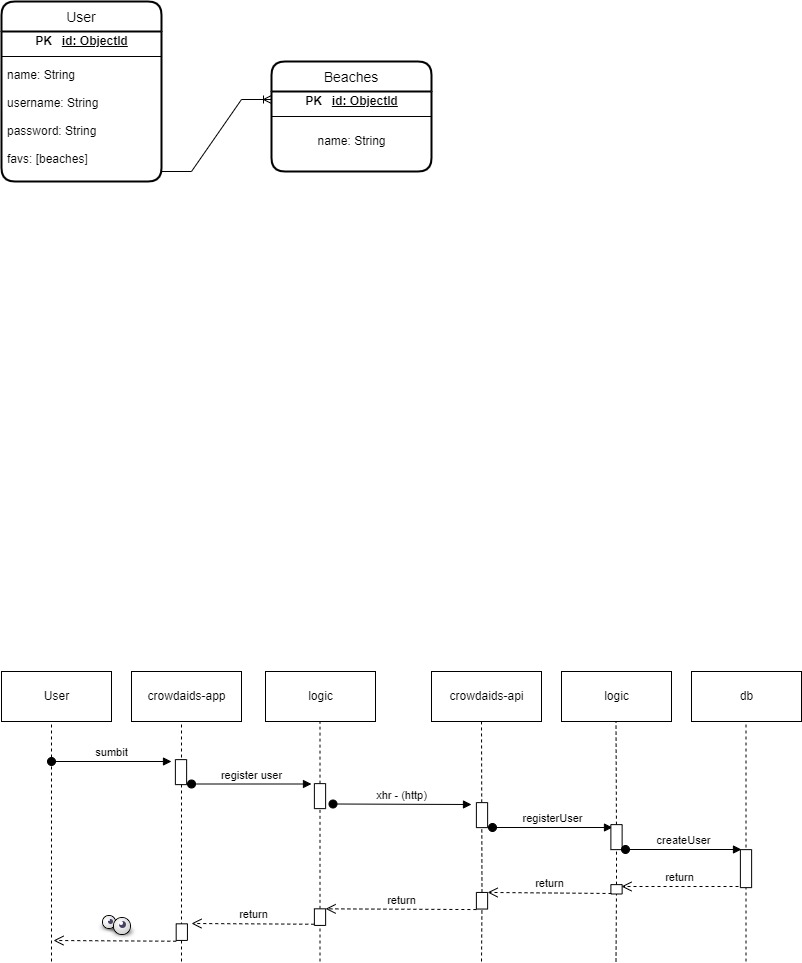 User
PK id: ObjectId
name: String
username: String
password: String
favs: [beaches]
Beaches
PK id: ObjectId
name: String
User
crowdaids-app
logic
crowdaids-api
logic
db
sumbit
register user
xhr - (http)
registerUser
createUser
return
return
return
return